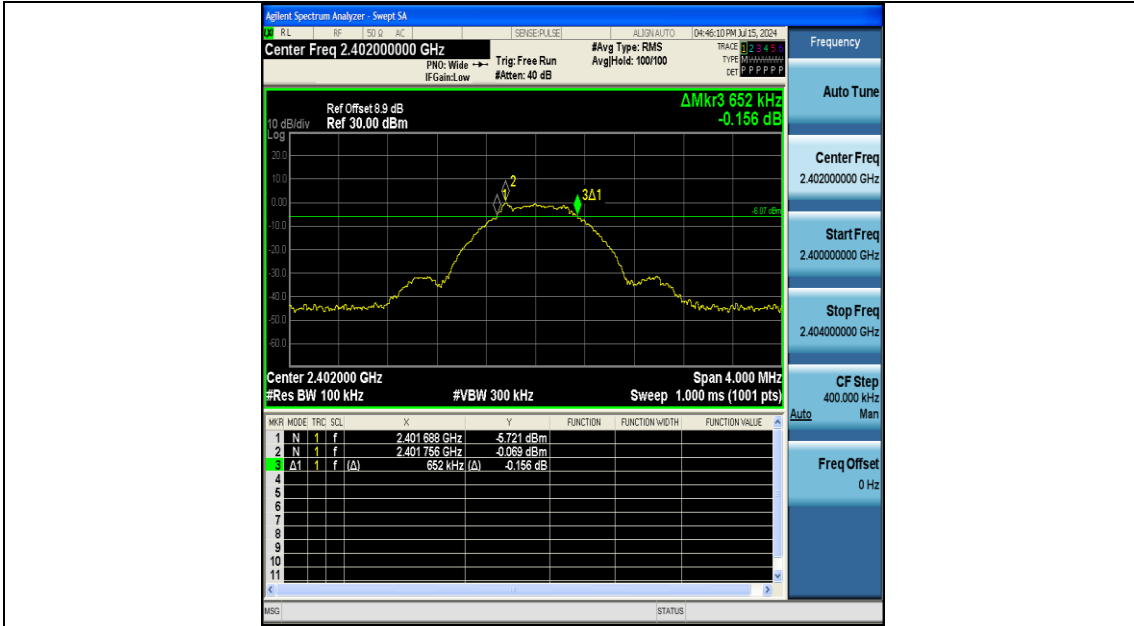 Agilent Spectrum Analyzer - Swept SA
RL RF 50 Ω AC SENSE:PULSE ALIGNAUTO 04:46:10 PM Jul 15, 2024
Center Freq 2.402000000 GHz
PNO: Wide
IFGain:Low
Trig: Free Run
#Atten: 40 dB
#Avg Type: RMS
Avg|Hold: 100/100
TRACE 1 2 3 4 5 6
TYPE M
DET P P P P P P
ΔMkr3 652 kHz
-0.156 dB
Ref Offset 8.9 dB
Ref 30.00 dBm
10 dB/div
Log
20.0
10.0
0.00
-10.0
-20.0
-30.0
-40.0
-50.0
-60.0
1
2
3Δ1
-6.07 dBm
Center 2.402000 GHz Span 4.000 MHz
#Res BW 100 kHz #VBW 300 kHz Sweep 1.000 ms (1001 pts)
MKR MODE TRC SCL X Y FUNCTION FUNCTION WIDTH FUNCTION VALUE
1 N 1 f 2.401 688 GHz -5.721 dBm
2 N 1 f 2.401 756 GHz -0.069 dBm
3 Δ1 1 f (Δ) 652 kHz (Δ) -0.156 dB
4
5
6
7
8
9
10
11
MSG STATUS
Frequency
Auto Tune
Center Freq
2.402000000 GHz
Start Freq
2.400000000 GHz
Stop Freq
2.404000000 GHz
CF Step
400.000 kHz
Auto Man
Freq Offset
0 Hz